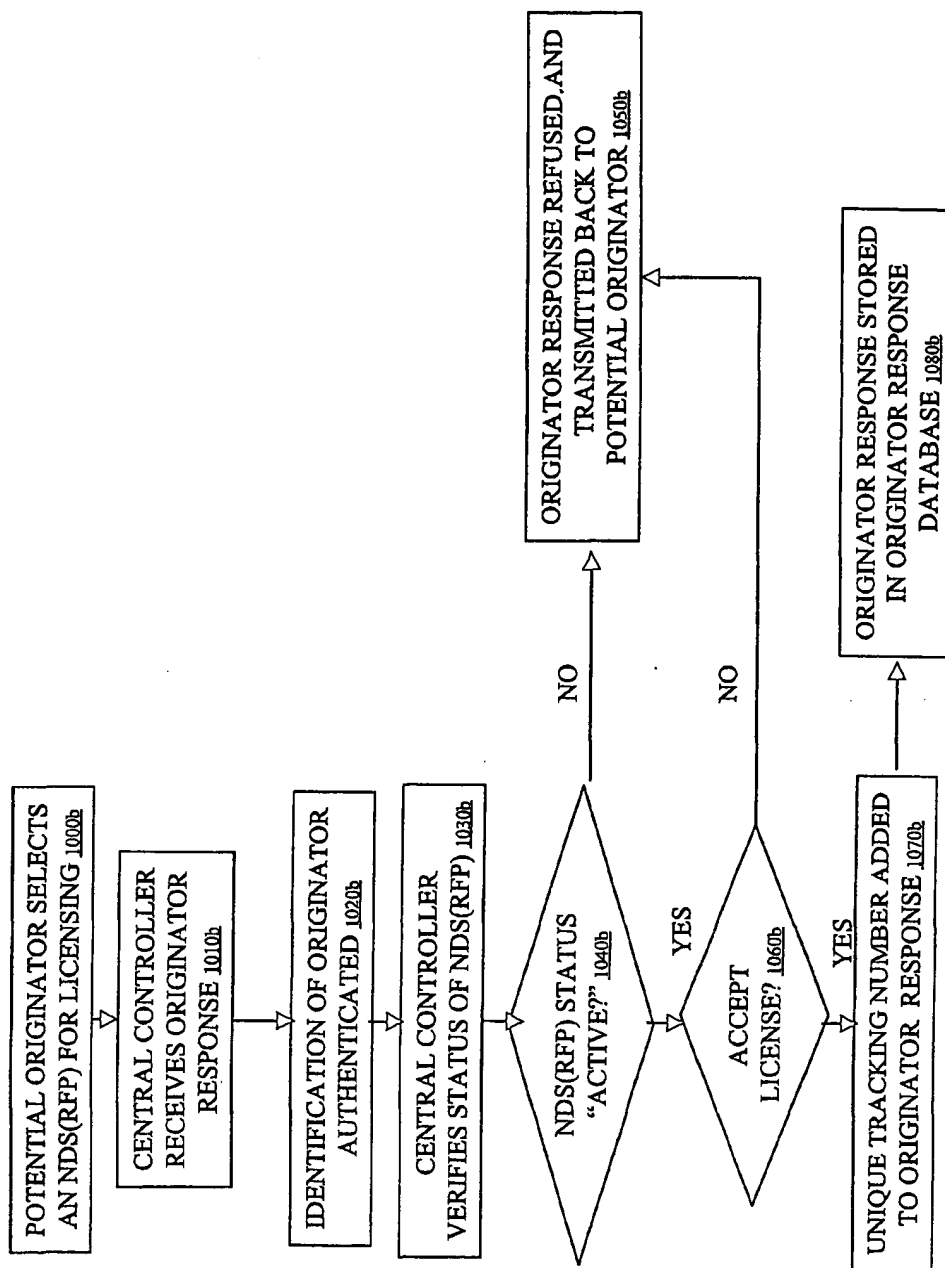 POTENTIAL ORIGINATOR SELECTS
AN NDS(RFP) FOR LICENSING 1000b
CENTRAL CONTROLLER
RECEIVES ORIGINATOR
RESPONSE 1010b
IDENTIFICATION OF ORIGINATOR
AUTHENTICATED 1020b
CENTRAL CONTROLLER
VERIFIES STATUS OF NDS(RFP) 1030b
NDS(RFP) STATUS
“ACTIVE?” 1040b
NO
ORIGINATOR RESPONSE REFUSED,AND
TRANSMITTED BACK TO
POTENTIAL ORIGINATOR 1050b
YES
ACCEPT
LICENSE? 1060b
NO
YES
UNIQUE TRACKING NUMBER ADDED
TO ORIGINATOR RESPONSE 1070b
ORIGINATOR RESPONSE STORED
IN ORIGINATOR RESPONSE
DATABASE 1080b